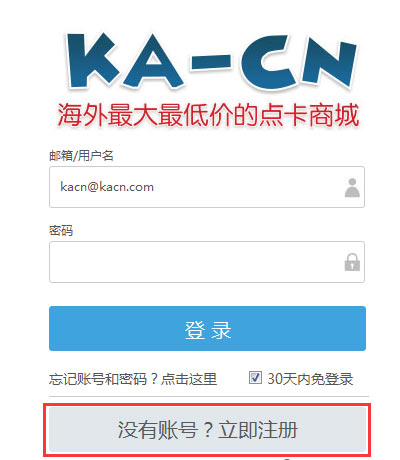 KA-CN
海外最大最低价的点卡商城
邮箱/用户名
kacn@kacn.com
密码
登录
忘记账号和密码？点击这里 30天内免登录
没有账号？立即注册